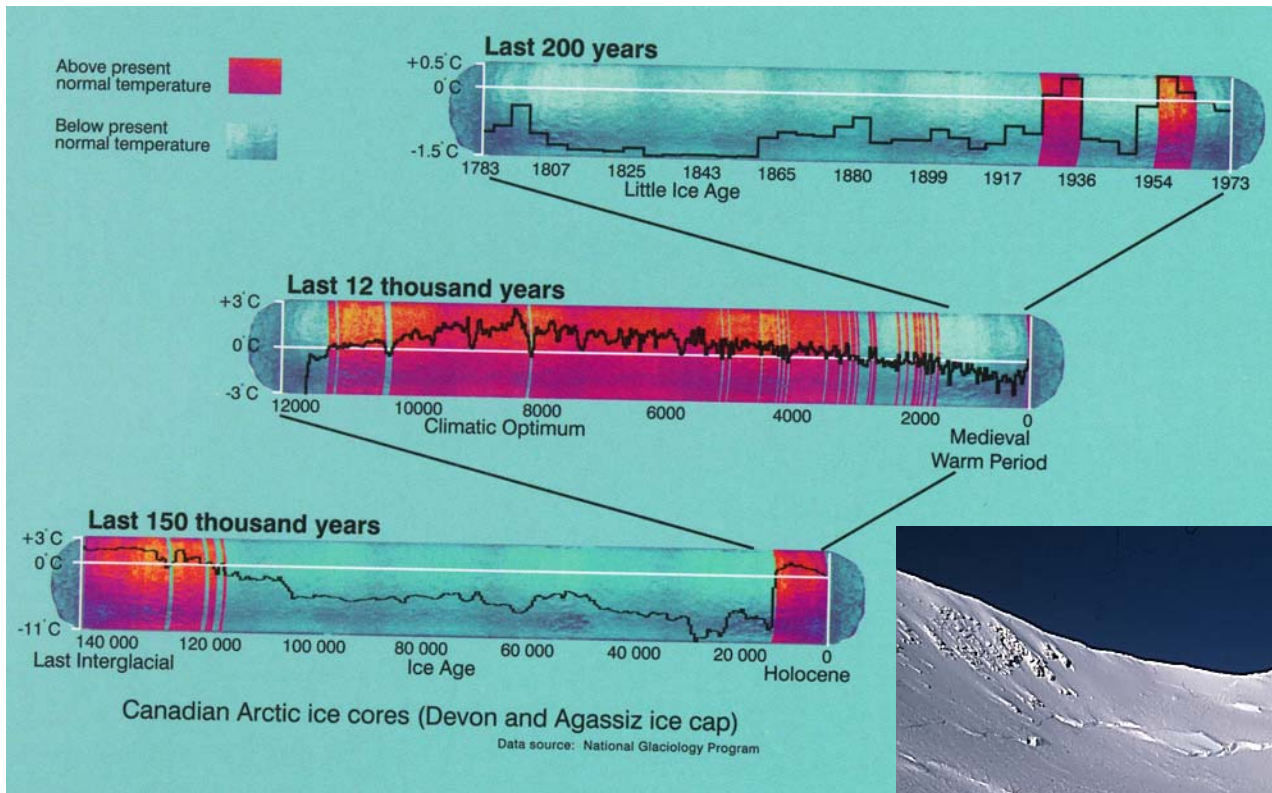 Above present
normal temperature
Below present
normal temperature
Last 200 years
+0.5°C
0°C
-1.5°C
1783 1807 1825 1843 1865 1880 1899 1917 1936 1954 1973
Little Ice Age
Last 12 thousand years
+3°C
0°C
-3°C
12000 10000 8000 6000 4000 2000 0
Climatic Optimum
Medieval
Warm Period
Last 150 thousand years
+3°C
0°C
-11°C
140 000 120 000 100 000 80 000 60 000 40 000 20 000 0
Last Interglacial Ice Age Holocene
Canadian Arctic ice cores (Devon and Agassiz ice cap)
Data source: National Glaciology Program